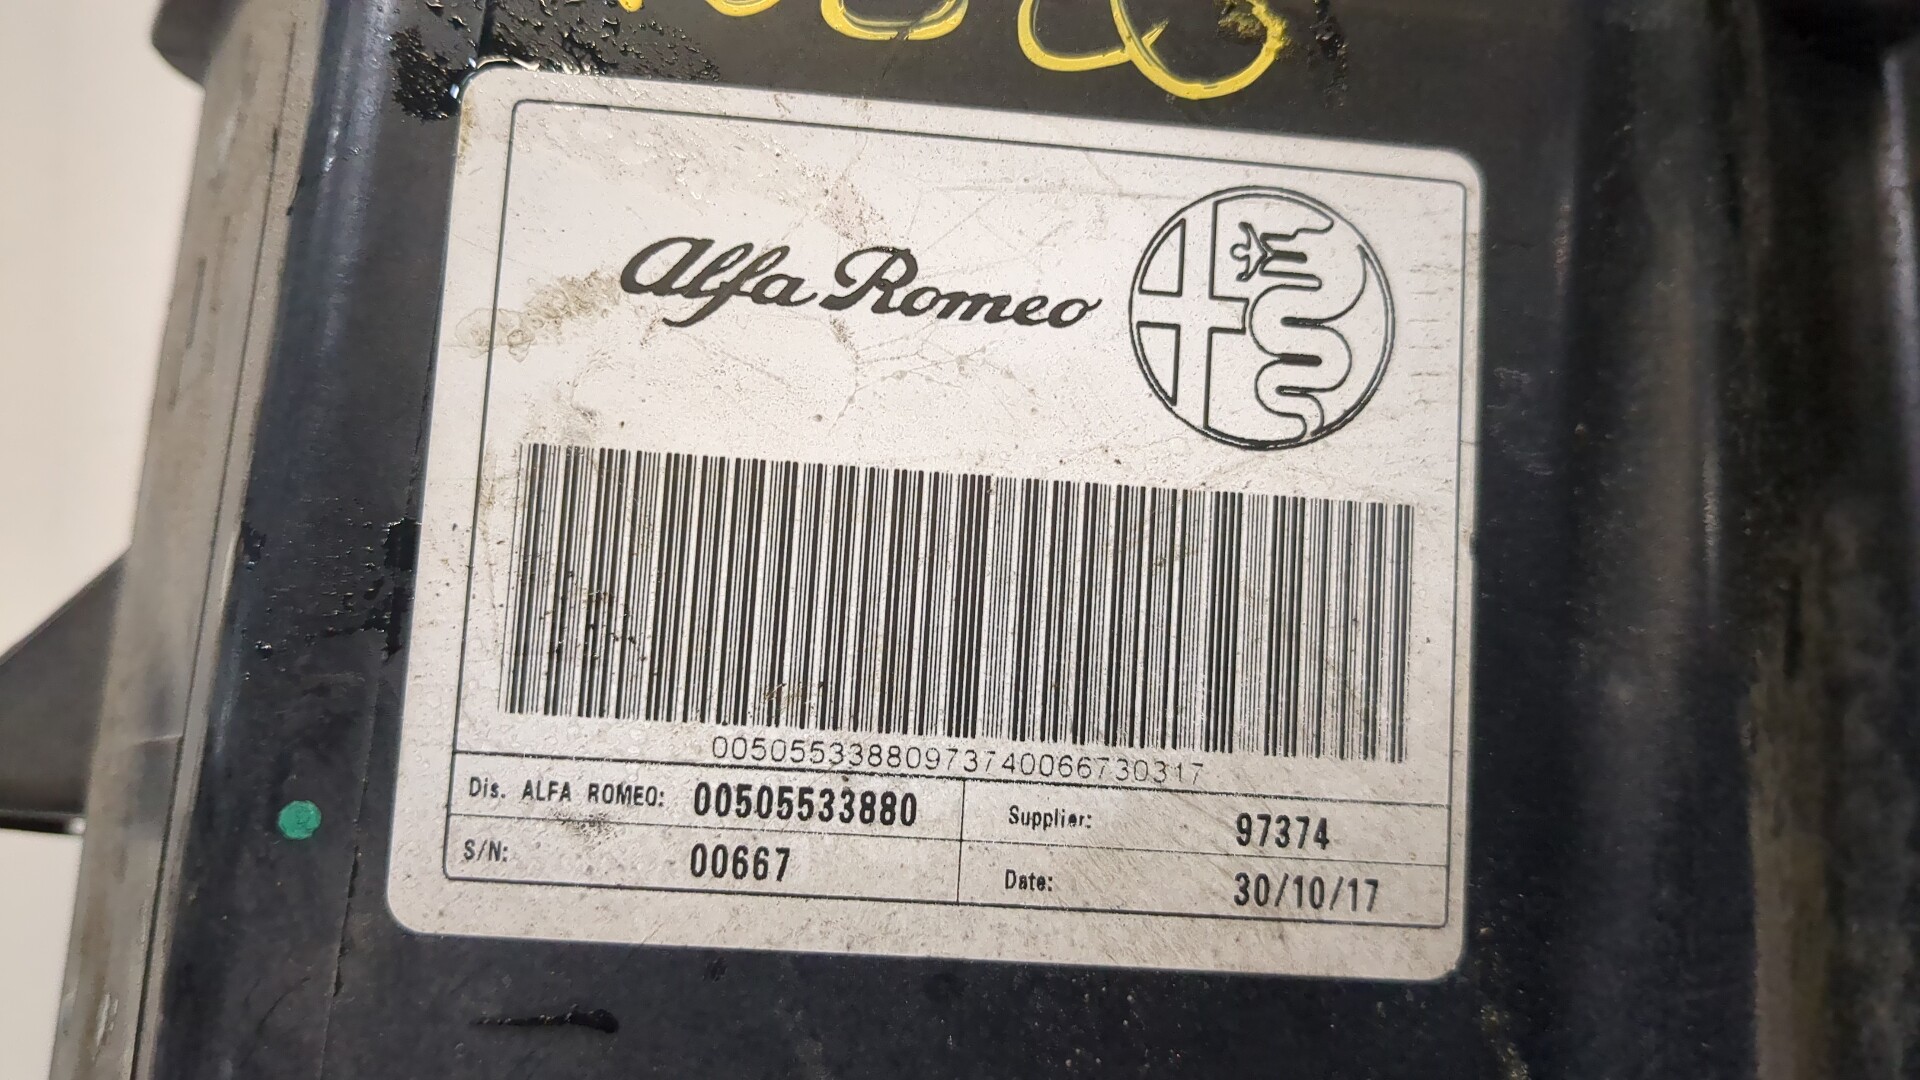 Alfa Romeo
00505533880973740066730317
Dis. ALFA ROMEO: 00505533880
Supplier: 97374
S/N: 00667
Date: 30/10/17